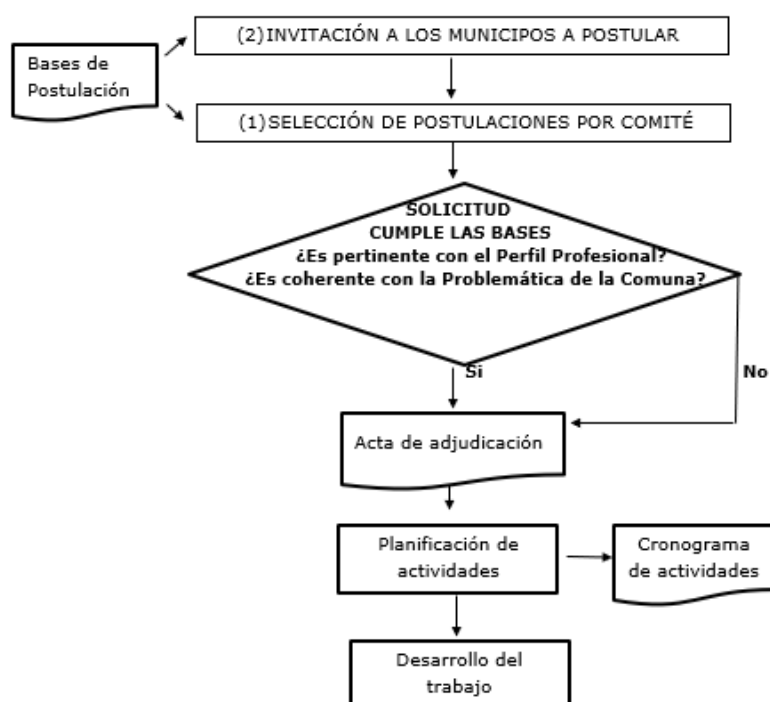 (2)INVITACIÓN A LOS MUNICIPOS A POSTULAR
Bases de
Postulación
(1)SELECCIÓN DE POSTULACIONES POR COMITÉ
SOLICITUD
CUMPLE LAS BASES
¿Es pertinente con el Perfil Profesional?
¿Es coherente con la Problemática de la Comuna?
Si
No
Acta de adjudicación
Planificación de
actividades
Cronograma
de actividades
Desarrollo del
trabajo